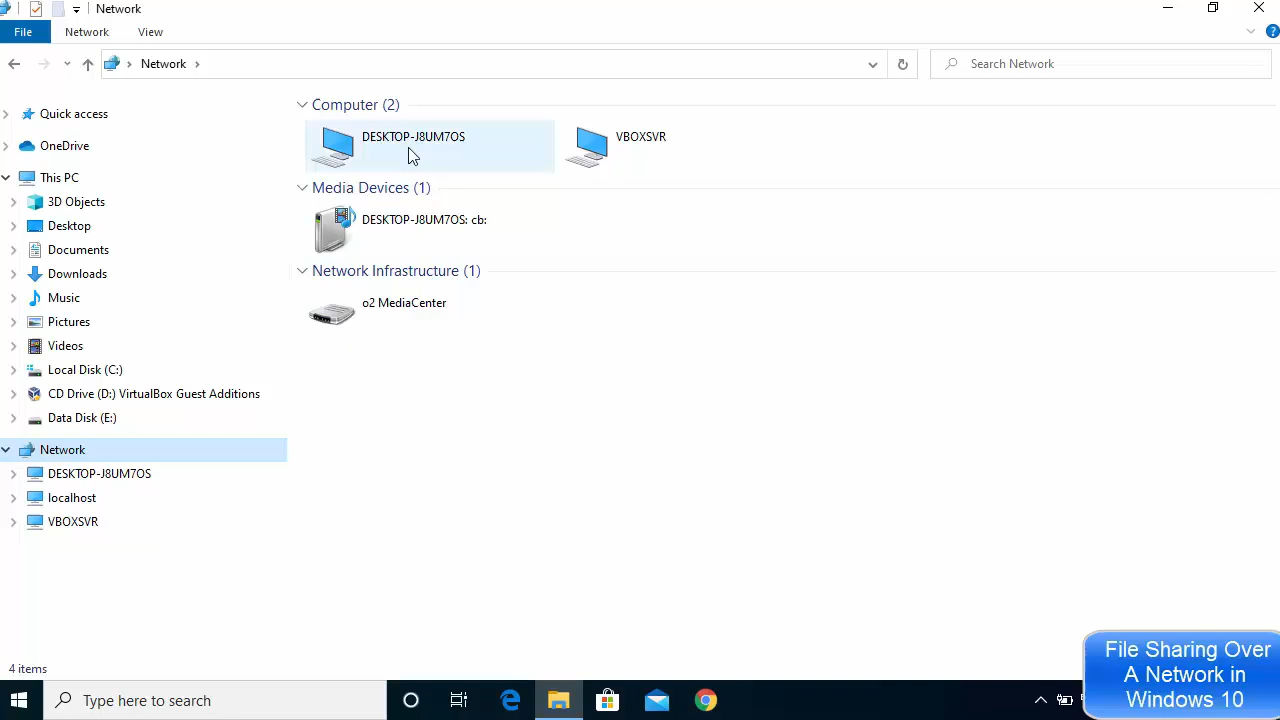 Network
File
Network
View
Network
Search Network
Quick access
OneDrive
This PC
3D Objects
Desktop
Documents
Downloads
Music
Pictures
Videos
Local Disk (C:)
CD Drive (D:) VirtualBox Guest Additions
Data Disk (E:)
Network
DESKTOP-J8UM7OS
localhost
VBOXSVR
Computer (2)
DESKTOP-J8UM7OS
VBOXSVR
Media Devices (1)
DESKTOP-J8UM7OS: cb:
Network Infrastructure (1)
o2 MediaCenter
4 items
Type here to search
File Sharing Over
A Network in
Windows 10